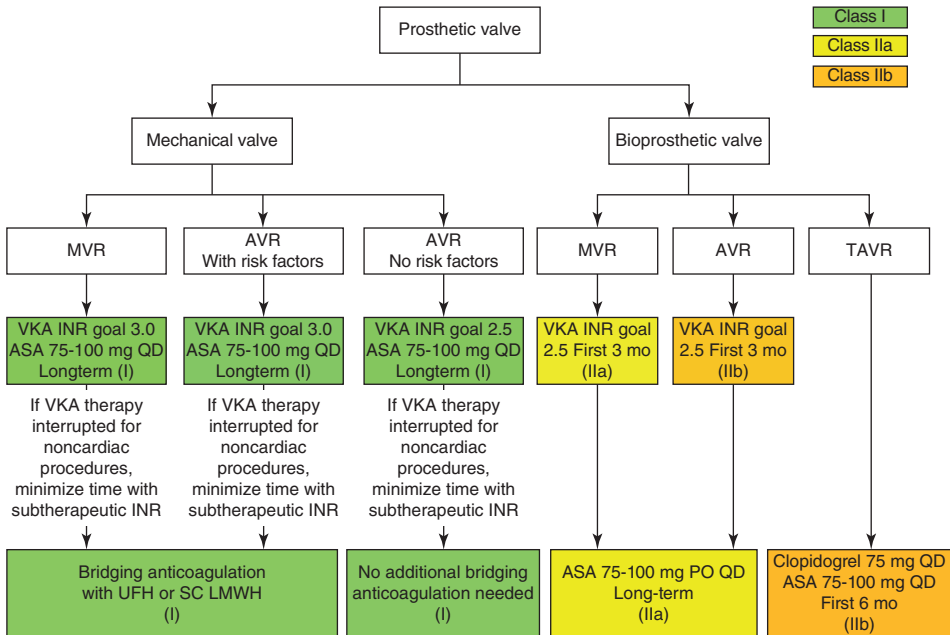 Prosthetic valve
Class I
Class IIa
Class IIb
Mechanical valve
Bioprosthetic valve
MVR
AVR
With risk factors
AVR
No risk factors
MVR
AVR
TAVR
VKA INR goal 3.0
ASA 75-100 mg QD
Longterm (I)
VKA INR goal 3.0
ASA 75-100 mg QD
Longterm (I)
VKA INR goal 2.5
ASA 75-100 mg QD
Longterm (I)
VKA INR goal
2.5 First 3 mo
(IIa)
VKA INR goal
2.5 First 3 mo
(IIb)
If VKA therapy
interrupted for
noncardiac
procedures,
minimize time with
subtherapeutic INR
If VKA therapy
interrupted for
noncardiac
procedures,
minimize time with
subtherapeutic INR
If VKA therapy
interrupted for
noncardiac
procedures,
minimize time with
subtherapeutic INR
Bridging anticoagulation
with UFH or SC LMWH
(I)
No additional bridging
anticoagulation needed
(I)
ASA 75-100 mg PO QD
Long-term
(IIa)
Clopidogrel 75 mg QD
ASA 75-100 mg QD
First 6 mo
(IIb)